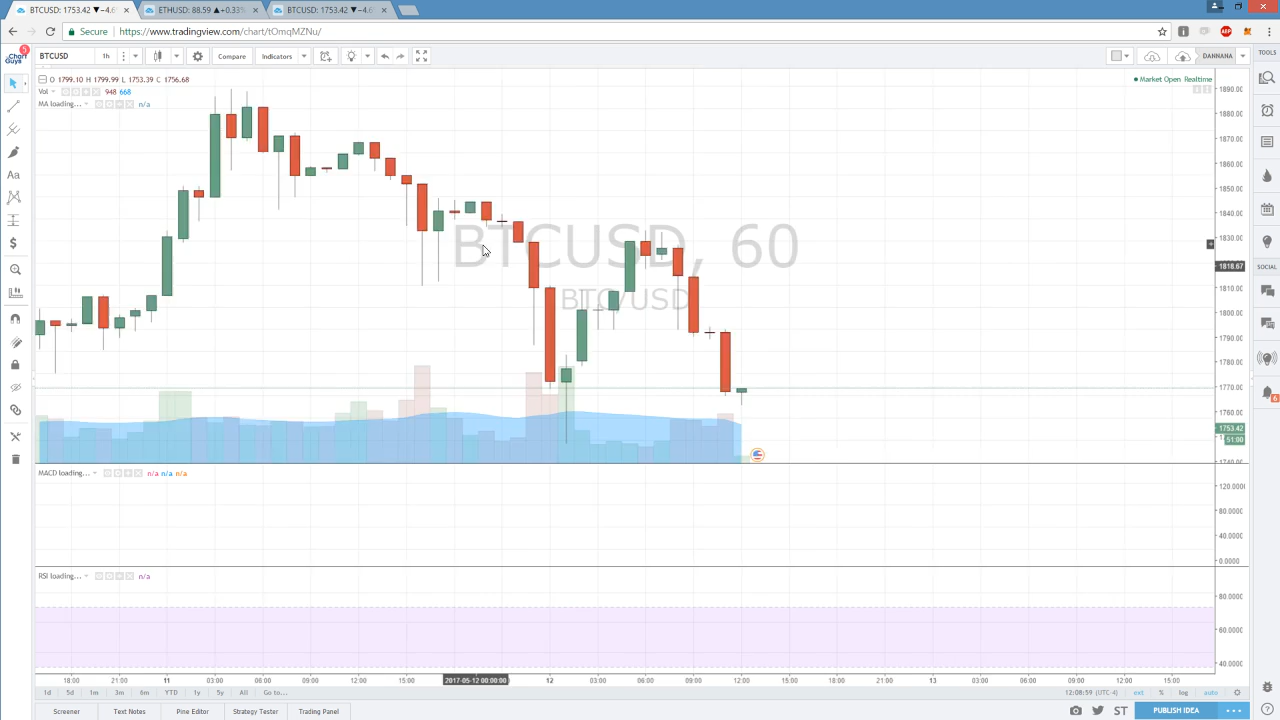 BTCUSD: 1753.42 ▼−4.6
ETHUSD: 88.59 ▲+0.33%
BTCUSD: 1753.42 ▼−4.6
Secure
https://www.tradingview.com/chart/tOmqMZNu/
Chart Guys
5
BTCUSD
1h
Compare
Indicators
DANNANA
TOOLS
O 1799.10 H 1799.99 L 1753.39 C 1756.68
Market Open Realtime
Vol
948 668
MA loading...
n/a
BTCUSD, 60
BTC/USD
1890.00
1880.00
1870.00
1860.00
1850.00
1840.00
1830.00
1818.67
1810.00
1800.00
1790.00
1780.00
1770.00
1760.00
1753.42
51:00
1740.00
SOCIAL
6
MACD loading...
n/a n/a n/a
120.0000
80.0000
40.0000
0.0000
RSI loading...
n/a
80.0000
60.0000
40.0000
18:00 21:00 11 03:00 06:00 09:00 12:00 15:00 2017-05-12 00:00:00 12 03:00 06:00 09:00 12:00 15:00 18:00 21:00 13 03:00 06:00 09:00 12:00 15:00
1d 5d 1m 3m 6m YTD 1y 5y All Go to...
12:08:59 (UTC-4) ext % log auto
Screener Text Notes Pine Editor Strategy Tester Trading Panel
ST
PUBLISH IDEA